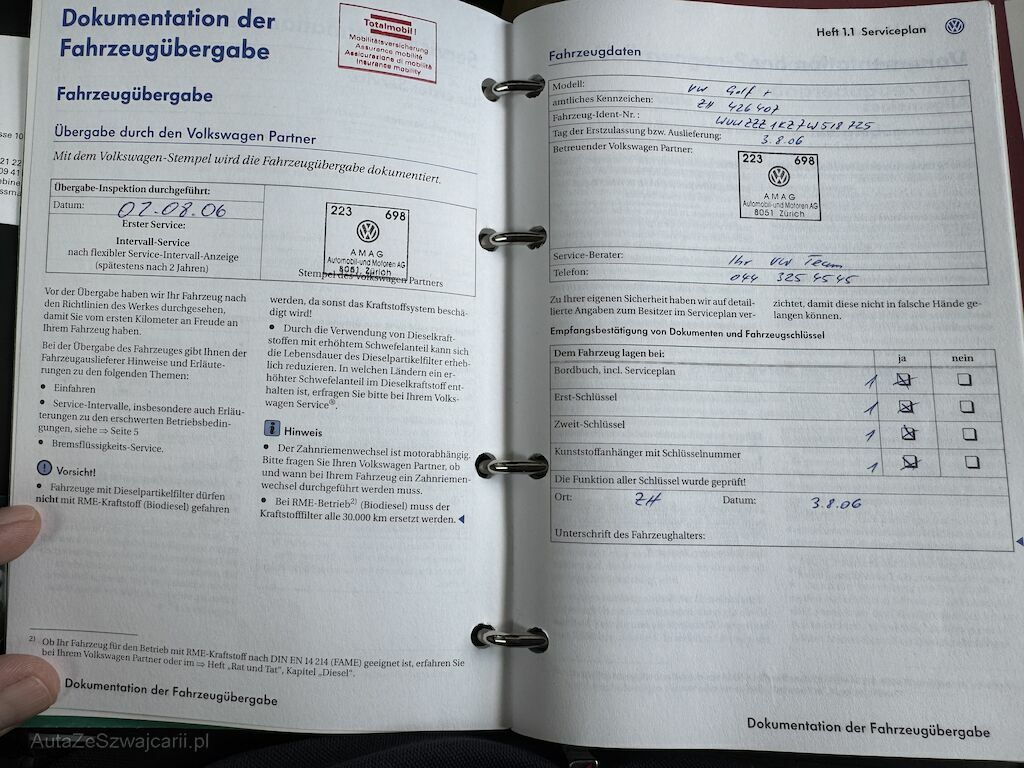 Dokumentation der
Fahrzeugübergabe
Totalmobil!
Mobilitätsversicherung
Assurance mobilité
Assicurazione di mobilità
Insurance mobility
Fahrzeugübergabe
Übergabe durch den Volkswagen Partner
Mit dem Volkswagen-Stempel wird die Fahrzeugübergabe dokumentiert.
Übergabe-Inspektion durchgeführt:
Datum: 02.08.06
Erster Service:
Intervall-Service
nach flexibler Service-Intervall-Anzeige
(spätestens nach 2 Jahren)
223 698
AMAG
Automobil-und Motoren AG
8051 Zürich
Stempel des Volkswagen Partners
Vor der Übergabe haben wir Ihr Fahrzeug nach
den Richtlinien des Werkes durchgesehen,
damit Sie vom ersten Kilometer an Freude an
Ihrem Fahrzeug haben.
Bei der Übergabe des Fahrzeuges gibt Ihnen der
Fahrzeugauslieferer Hinweise und Erläute-
rungen zu den folgenden Themen:
• Einfahren
• Service-Intervalle, insbesondere auch Erläu-
terungen zu den erschwerten Betriebsbedin-
gungen, siehe ⇒ Seite 5
• Bremsflüssigkeits-Service.
Vorsicht!
• Fahrzeuge mit Dieselpartikelfilter dürfen
nicht mit RME-Kraftstoff (Biodiesel) gefahren
werden, da sonst das Kraftstoffsystem beschä-
digt wird!
• Durch die Verwendung von Dieselkraft-
stoffen mit erhöhtem Schwefelanteil kann sich
die Lebensdauer des Dieselpartikelfilter erheb-
lich reduzieren. In welchen Ländern ein er-
höhter Schwefelanteil im Dieselkraftstoff ent-
halten ist, erfragen Sie bitte bei Ihrem Volks-
wagen Service®.
i Hinweis
• Der Zahnriemenwechsel ist motorabhängig.
Bitte fragen Sie Ihren Volkswagen Partner, ob
und wann bei Ihrem Fahrzeug ein Zahnriemen-
wechsel durchgeführt werden muss.
• Bei RME-Betrieb2) (Biodiesel) muss der
Kraftstofffilter alle 30.000 km ersetzt werden.
2) Ob Ihr Fahrzeug für den Betrieb mit RME-Kraftstoff nach DIN EN 14 214 (FAME) geeignet ist, erfahren Sie
bei Ihrem Volkswagen Partner oder im ⇒ Heft „Rat und Tat“, Kapitel „Diesel“.
Dokumentation der Fahrzeugübergabe
Heft 1.1 Serviceplan
Fahrzeugdaten
Modell: VW Golf +
amtliches Kennzeichen: ZH 426407
Fahrzeug-Ident-Nr.: WVWZZZ1KZ7W518725
Tag der Erstzulassung bzw. Auslieferung: 3.8.06
Betreuender Volkswagen Partner:
223 698
AMAG
Automobil-und Motoren AG
8051 Zürich
Service-Berater: Ihr VW Team
Telefon: 044 325 45 45
Zu Ihrer eigenen Sicherheit haben wir auf detail-
lierte Angaben zum Besitzer im Serviceplan ver-
zichtet, damit diese nicht in falsche Hände ge-
langen können.
Empfangsbestätigung von Dokumenten und Fahrzeugschlüssel
Dem Fahrzeug lagen bei: ja nein
Bordbuch, incl. Serviceplan 1
Erst-Schlüssel 1
Zweit-Schlüssel 1
Kunststoffanhänger mit Schlüsselnummer 1
Die Funktion aller Schlüssel wurde geprüft!
Ort: ZH Datum: 3.8.06
Unterschrift des Fahrzeughalters:
Dokumentation der Fahrzeugübergabe
AutaZeSzwajcarii.pl